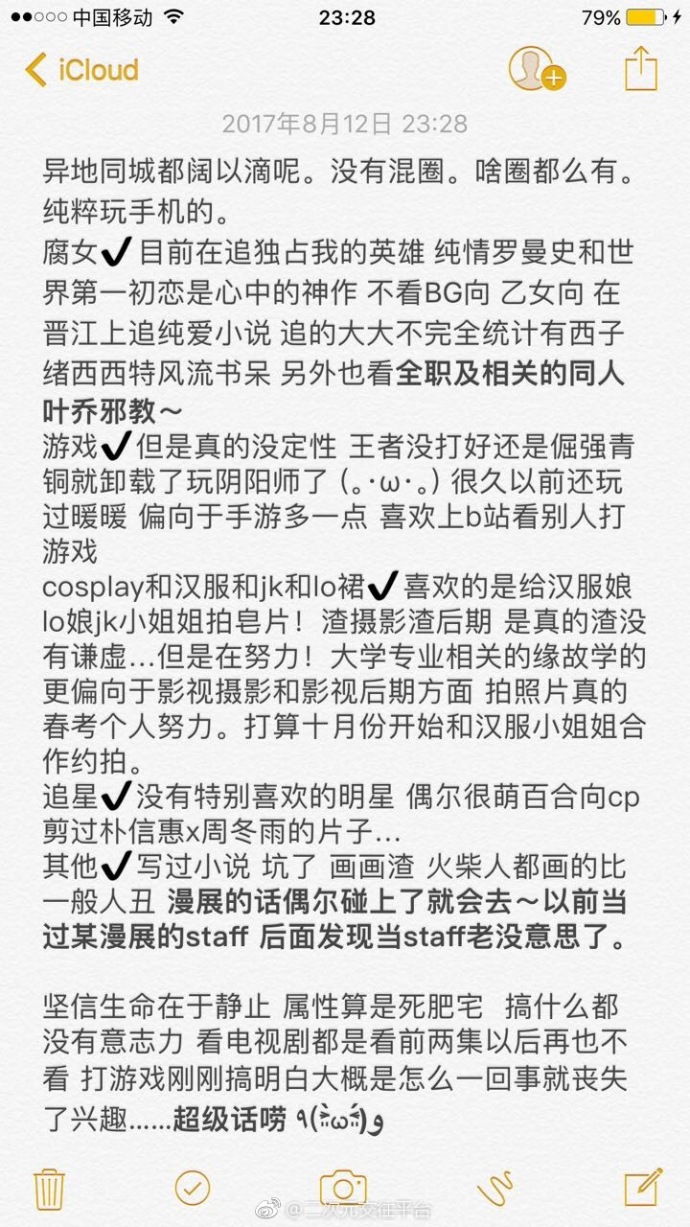 中国移动 23:28 79%
iCloud
2017年8月12日 23:28
异地同城都阔以滴呢。没有混圈。啥圈都么有。
纯粹玩手机的。
腐女✔目前在追独占我的英雄 纯情罗曼史和世
界第一初恋是心中的神作 不看BG向 乙女向 在
晋江上追纯爱小说 追的大大不完全统计有西子
绪西西特风流书呆 另外也看全职及相关的同人
叶乔邪教～
游戏✔但是真的没定性 王者没打好还是倔强青
铜就卸载了玩阴阳师了 (｡･ω･｡) 很久以前还玩
过暖暖 偏向于手游多一点 喜欢上b站看别人打
游戏
cosplay和汉服和jk和lo裙✔喜欢的是给汉服娘
lo娘jk小姐姐拍皂片！渣摄影渣后期 是真的渣没
有谦虚...但是在努力！大学专业相关的缘故学的
更偏向于影视摄影和影视后期方面 拍照片真的
春考个人努力。打算十月份开始和汉服小姐姐合
作约拍。
追星✔没有特别喜欢的明星 偶尔很萌百合向cp
剪过朴信惠x周冬雨的片子...
其他✔写过小说 坑了 画画渣 火柴人都画的比
一般人丑 漫展的话偶尔碰上了就会去～以前当
过某漫展的staff 后面发现当staff老没意思了。
坚信生命在于静止 属性算是死肥宅 搞什么都
没有意志力 看电视剧都是看前两集以后再也不
看 打游戏刚刚搞明白大概是怎么一回事就丧失
了兴趣......超级话唠 ٩(๑`ω´๑)و
@二次元交往平台